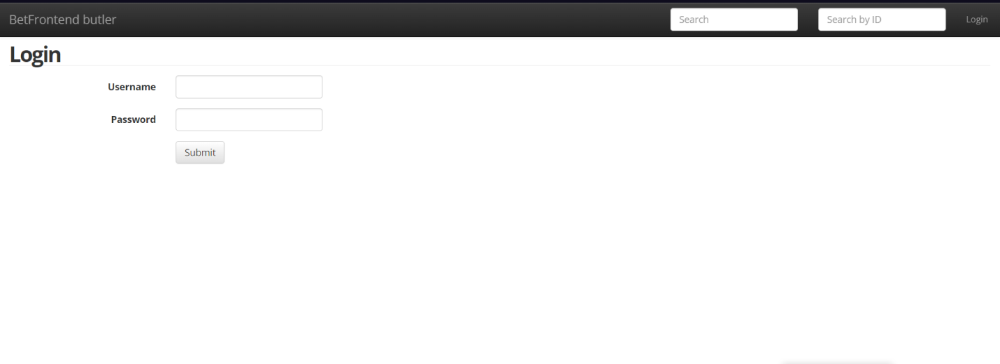 BetFrontend butler Search Search by ID Login
Login
Username
Password
Submit